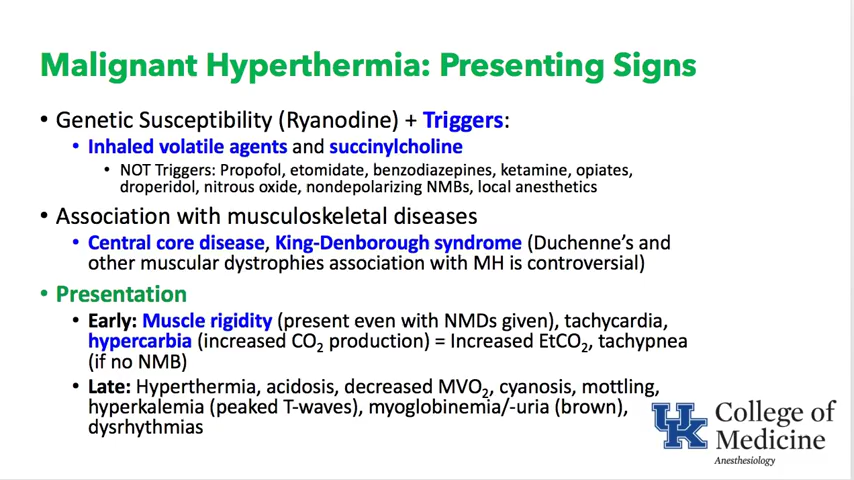 Malignant Hyperthermia: Presenting Signs
• Genetic Susceptibility (Ryanodine) + Triggers:
• Inhaled volatile agents and succinylcholine
• NOT Triggers: Propofol, etomidate, benzodiazepines, ketamine, opiates,
droperidol, nitrous oxide, nondepolarizing NMBs, local anesthetics
• Association with musculoskeletal diseases
• Central core disease, King-Denborough syndrome (Duchenne's and
other muscular dystrophies association with MH is controversial)
• Presentation
• Early: Muscle rigidity (present even with NMDs given), tachycardia,
hypercarbia (increased CO₂ production) = Increased EtCO₂, tachypnea
(if no NMB)
• Late: Hyperthermia, acidosis, decreased MVO₂, cyanosis, mottling,
hyperkalemia (peaked T-waves), myoglobinemia/-uria (brown),
dysrhythmias
UK
College of
Medicine
Anesthesiology